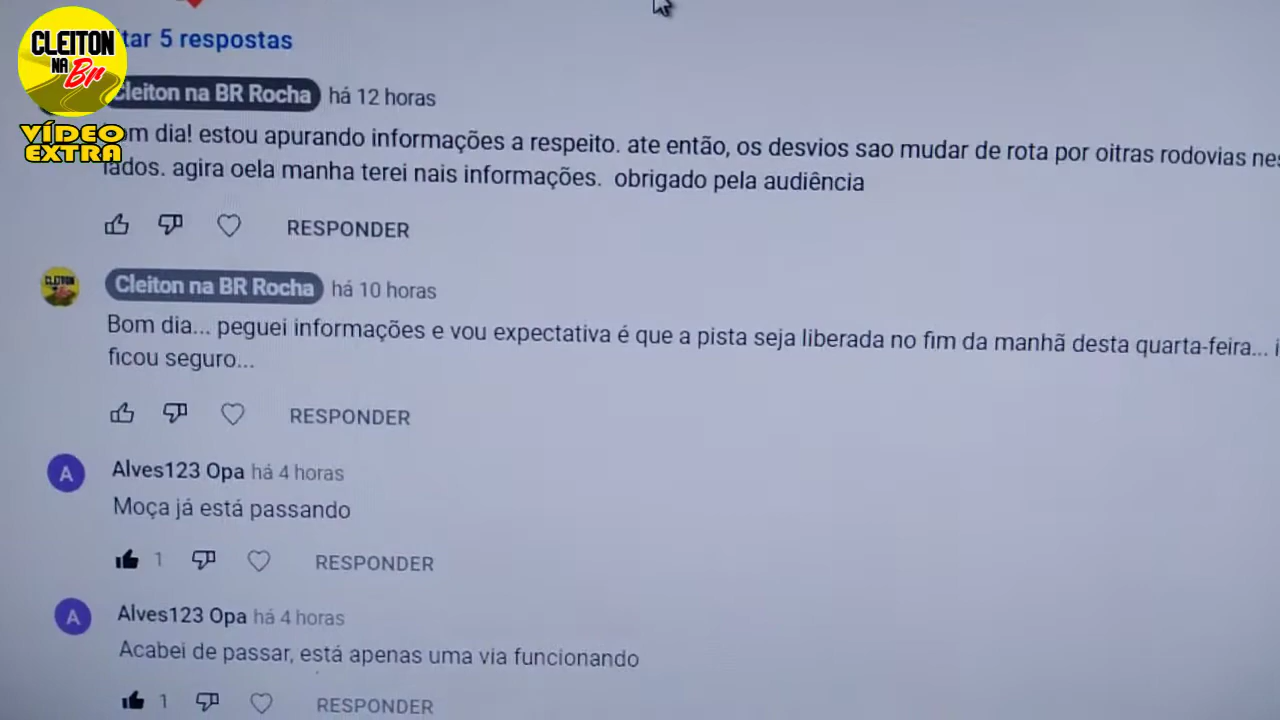 CLEITON
NA
Br
VÍDEO
EXTRA
tar 5 respostas
Cleiton na BR Rocha há 12 horas
om dia! estou apurando informações a respeito. ate então, os desvios sao mudar de rota por oitras rodovias nes
lados. agira oela manha terei nais informações. obrigado pela audiência
RESPONDER
CLEITON
Cleiton na BR Rocha há 10 horas
Bom dia... peguei informações e vou expectativa é que a pista seja liberada no fim da manhã desta quarta-feira... i
ficou seguro...
RESPONDER
A
Alves123 Opa há 4 horas
Moça já está passando
1
RESPONDER
A
Alves123 Opa há 4 horas
Acabei de passar, está apenas uma via funcionando
1
RESPONDER